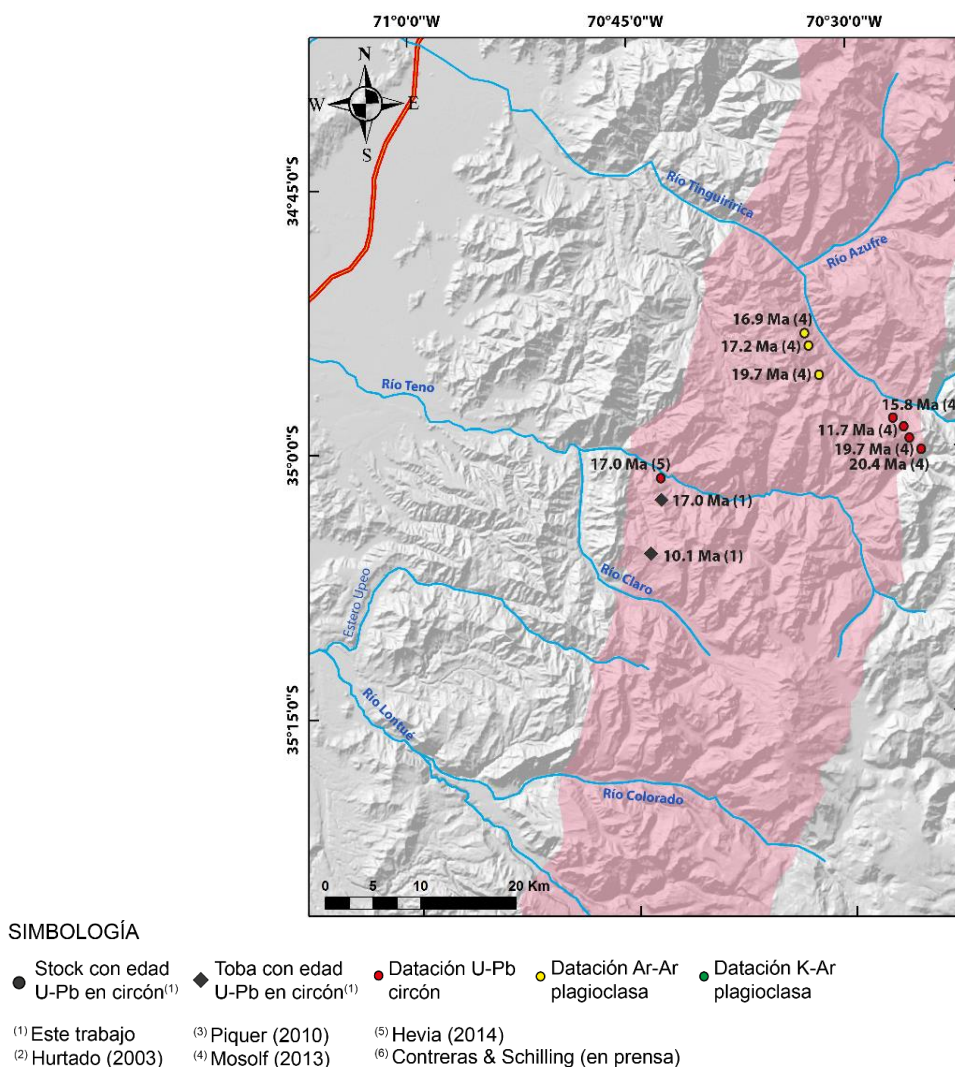 71°0'0"W 70°45'0"W 70°30'0"W
N
W E
S
34°45'0"S
35°0'0"S
35°15'0"S
Río Tinguiririca
Río Azufre
16.9 Ma (4)
17.2 Ma (4)
19.7 Ma (4)
Río Teno
15.8 Ma (4
11.7 Ma (4)
19.7 Ma (4)
20.4 Ma (4)
17.0 Ma (5)
17.0 Ma (1)
10.1 Ma (1)
Río Claro
Estero Upeo
Río Lontué
Río Colorado
0 5 10 20 Km
SIMBOLOGÍA
Stock con edad
U-Pb en circón(1)
Toba con edad
U-Pb en circón(1)
Datación U-Pb
circón
Datación Ar-Ar
plagioclasa
Datación K-Ar
plagioclasa
(1) Este trabajo
(2) Hurtado (2003)
(3) Piquer (2010)
(4) Mosolf (2013)
(5) Hevia (2014)
(6) Contreras & Schilling (en prensa)